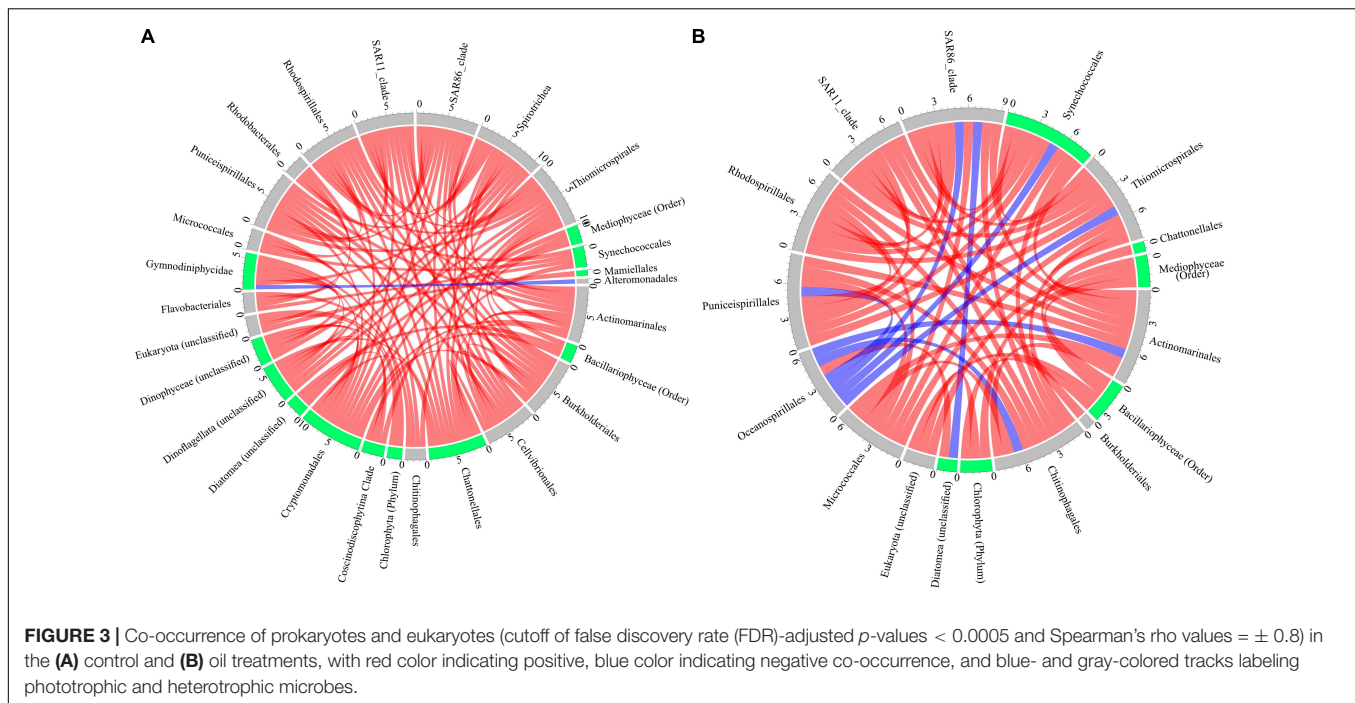 A
B
SAR11_clade
SAR86_clade
Spirotrichea
Thiomicrospirales
Mediophyceae (Order)
Synechococcales
Mamiellales
Alteromonadales
Actinomarinales
Bacillariophyceae (Order)
Burkholderiales
Cellvibrionales
Chattonellales
Chitinophagales
Chlorophyta (Phylum)
Coscinodiscophytina Clade
Cryptomonadales
Diatomea (unclassified)
Dinoflagellata (unclassified)
Dinophyceae (unclassified)
Eukaryota (unclassified)
Flavobacteriales
Gymnodiniphycidae
Micrococcales
Puniceispirillales
Rhodobacterales
Rhodospirillales
SAR86_clade
Synechococcales
Thiomicrospirales
Chattonellales
Mediophyceae
(Order)
Actinomarinales
Bacillariophyceae (Order)
Burkholderiales
Chitinophagales
Chlorophyta (Phylum)
Diatomea (unclassified)
Eukaryota (unclassified)
Micrococcales
Oceanospirillales
Puniceispirillales
Rhodospirillales
SAR11_clade
FIGURE 3 | Co-occurrence of prokaryotes and eukaryotes (cutoff of false discovery rate (FDR)-adjusted p-values < 0.0005 and Spearman's rho values = ± 0.8) in
the (A) control and (B) oil treatments, with red color indicating positive, blue color indicating negative co-occurrence, and blue- and gray-colored tracks labeling
phototrophic and heterotrophic microbes.